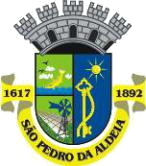 1617 1892
SÃO PEDRO DA ALDEIA